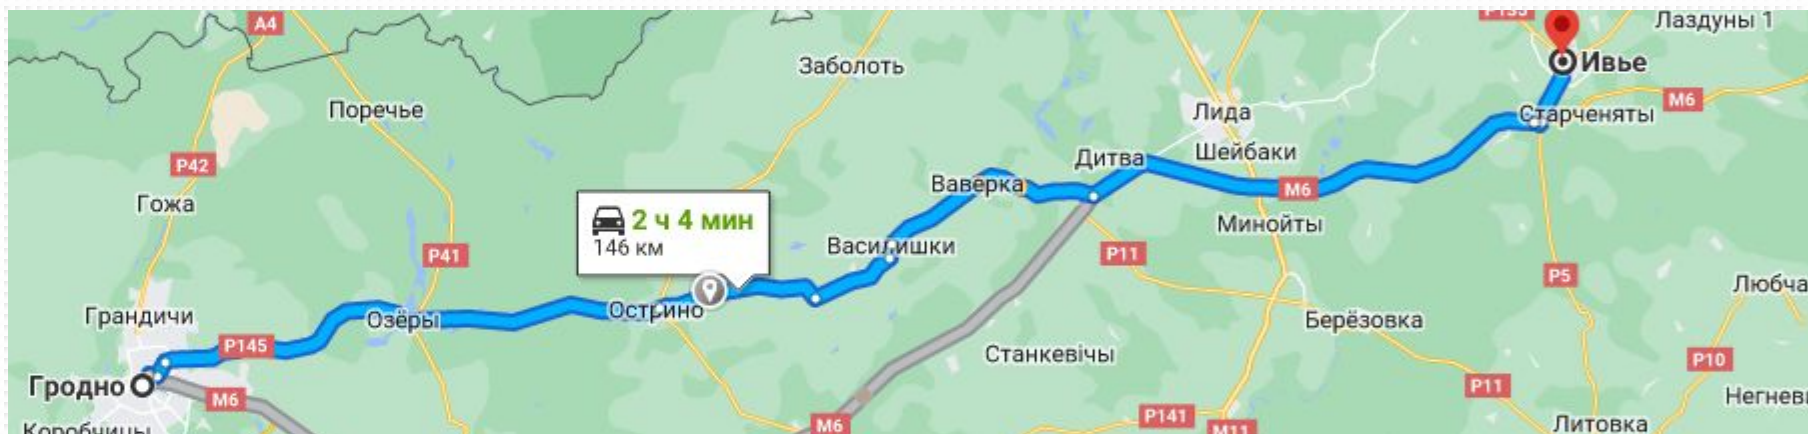 A4
P133
Лаздуны 1
Ивье
Заболоть
M6
Поречье
Лида
Старченяты
P42
Дитва
Шейбаки
Ваверка
M6
Гожа
2 ч 4 мин
146 км
Минойты
Василишки
P41
P11
P5
Любча
Острино
Грандичи
Озёры
Берёзовка
P145
Станкевічы
P10
Гродно
M6
P11
Негневи
P141
M6
M11
Литовка
Коробчицы